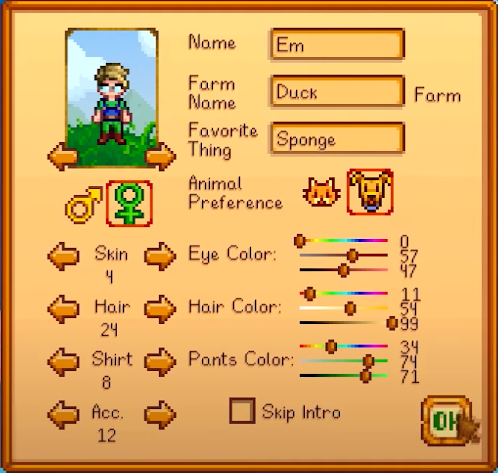 Name Em
Farm Name Duck Farm
Favorite Thing Sponge
Animal Preference
Skin 4
Eye Color: 0 57 47
Hair 24
Hair Color: 11 54 99
Shirt 8
Pants Color: 34 74 71
Acc. 12
Skip Intro
OK